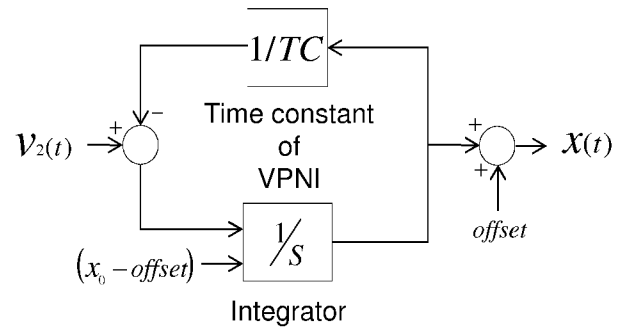 1/TC
−
Time constant
of
VPNI
+
v₂(t)
+
x(t)
+
offset
(x₀ – offset)
1/S
Integrator